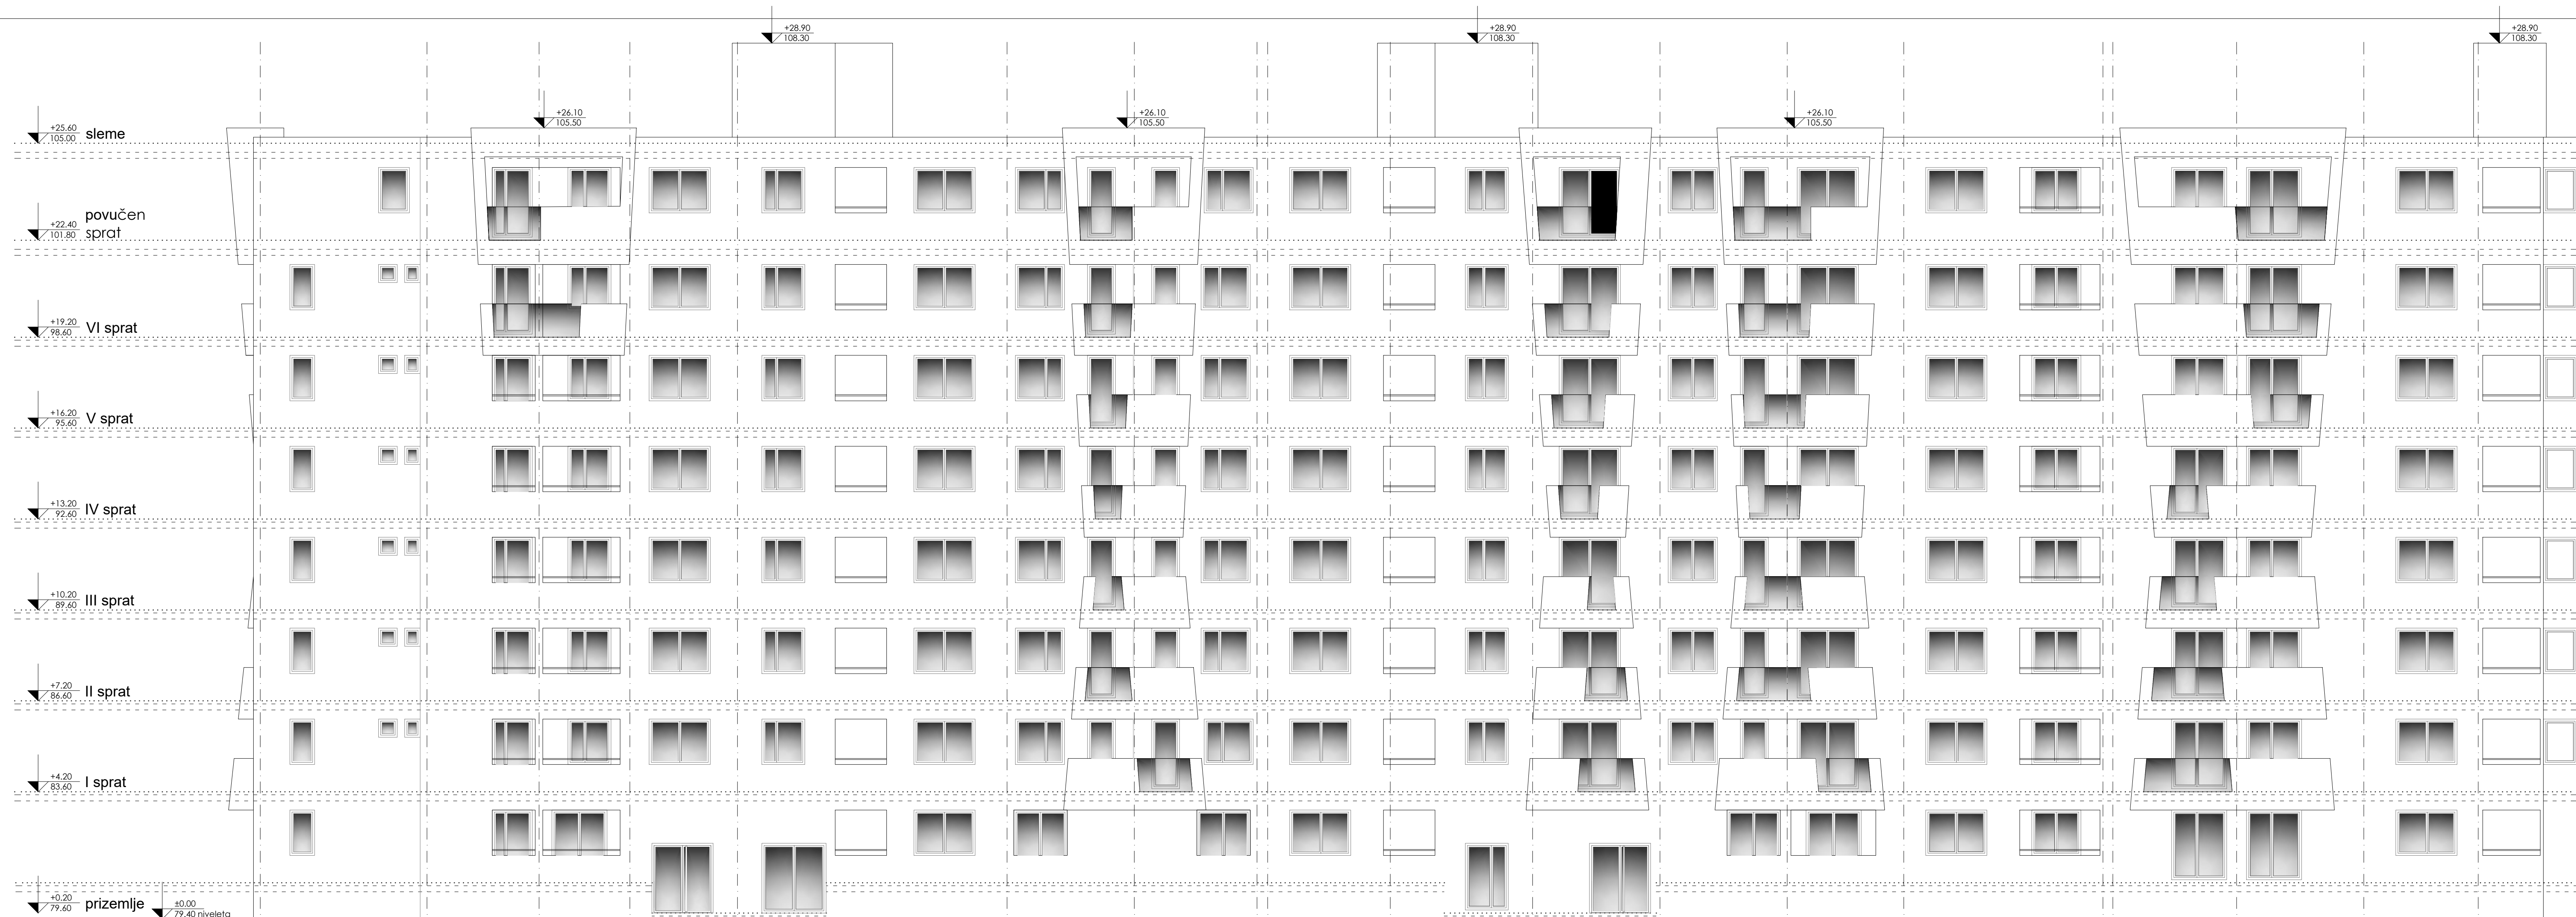 +28.90
108.30
+28.90
108.30
+28.90
108.30
+26.10
105.50
+26.10
105.50
+26.10
105.50
+25.60
105.00
sleme
+22.40
101.80
povučen
sprat
+19.20
98.60
VI sprat
+16.20
95.60
V sprat
+13.20
92.60
IV sprat
+10.20
89.60
III sprat
+7.20
86.60
II sprat
+4.20
83.60
I sprat
+0.20
79.60
prizemlje
±0.00
79.40 niveleta